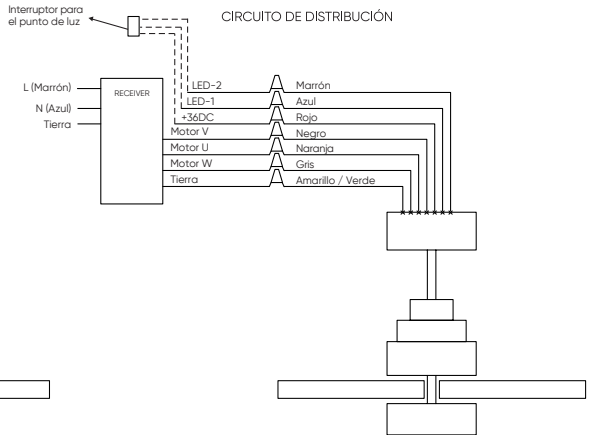 Interruptor para
el punto de luz
CIRCUITO DE DISTRIBUCIÓN
L (Marrón)
N (Azul)
Tierra
RECEIVER
LED-2
Marrón
LED-1
Azul
+36DC
Rojo
Motor V
Negro
Motor U
Naranja
Motor W
Gris
Tierra
Amarillo / Verde